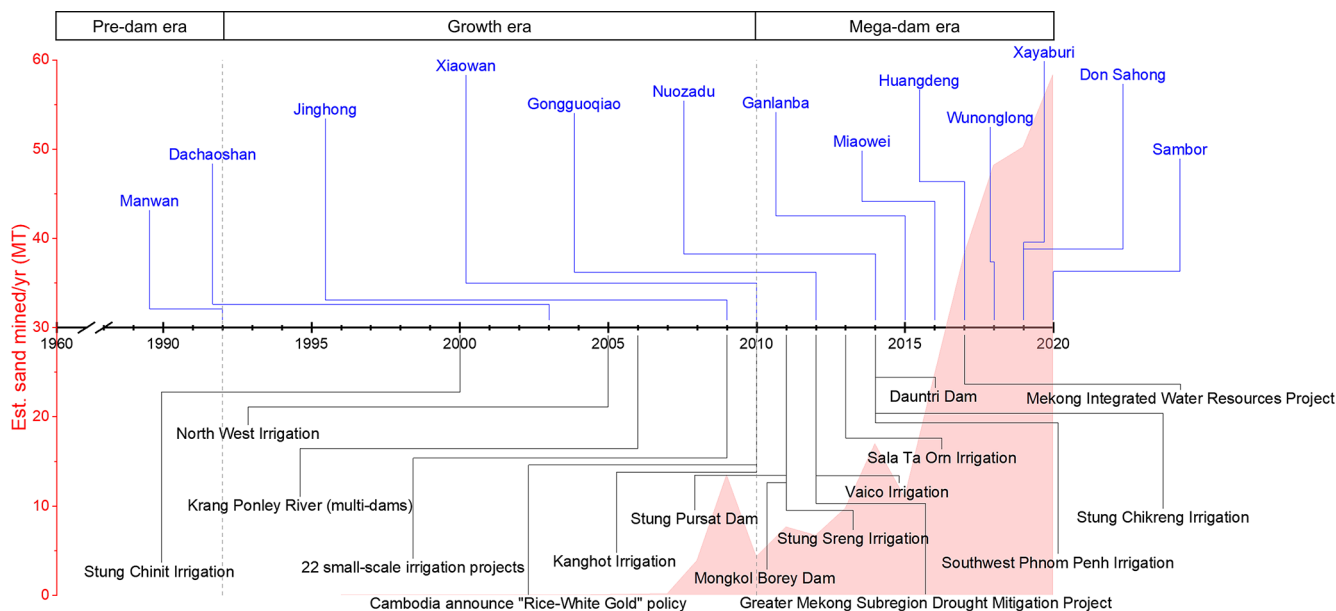 Pre-dam era
Growth era
Mega-dam era
Xayaburi
Xiaowan
Don Sahong
Huangdeng
Nuozadu
Gongguoqiao
Ganlanba
Jinghong
Wunonglong
Miaowei
Dachaoshan
Sambor
Manwan
Est. sand mined/yr (MT)
60
50
40
30
20
10
0
1960
1990
1995
2000
2005
2010
2015
2020
Dauntri Dam
Mekong Integrated Water Resources Project
North West Irrigation
Sala Ta Orn Irrigation
Vaico Irrigation
Krang Ponley River (multi-dams)
Stung Pursat Dam
Stung Chikreng Irrigation
Stung Sreng Irrigation
Kanghot Irrigation
Southwest Phnom Penh Irrigation
22 small-scale irrigation projects
Stung Chinit Irrigation
Mongkol Borey Dam
Cambodia announce "Rice-White Gold" policy
Greater Mekong Subregion Drought Mitigation Project